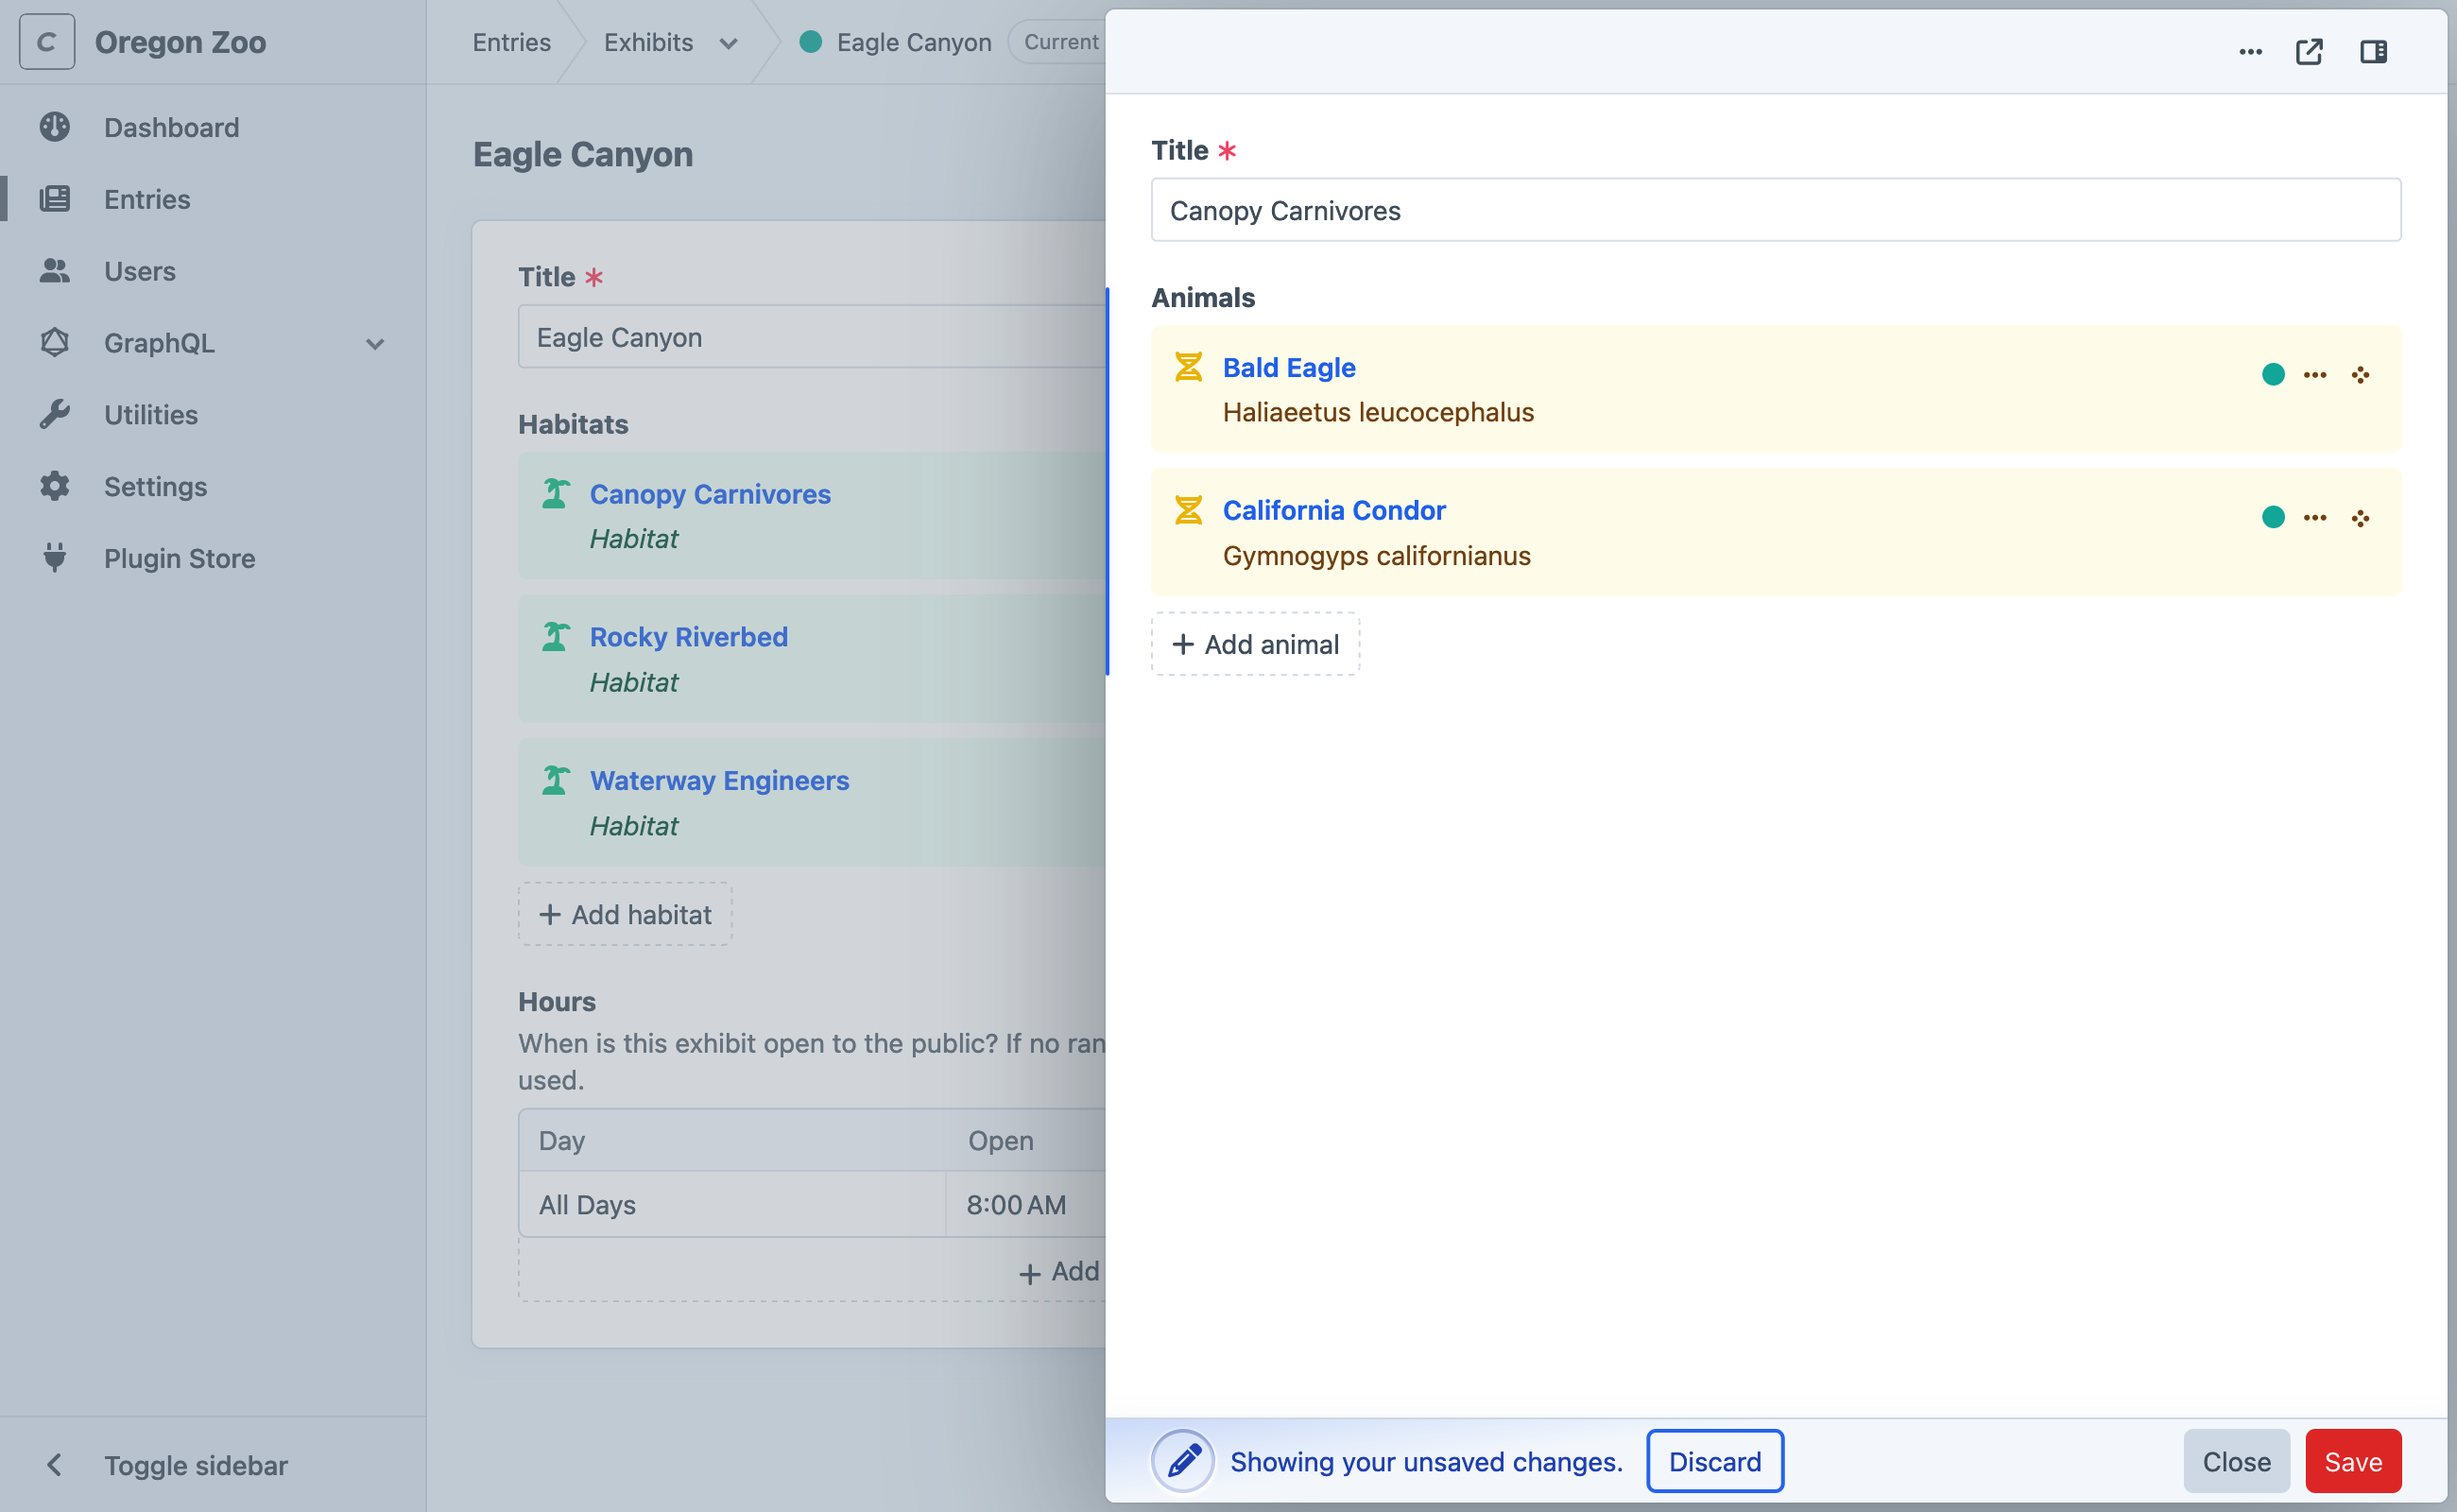 C
Oregon Zoo
Dashboard
Entries
Users
GraphQL
Utilities
Settings
Plugin Store
Toggle sidebar
Entries
Exhibits
Eagle Canyon
Current
Eagle Canyon
Title *
Eagle Canyon
Habitats
Canopy Carnivores
Habitat
Rocky Riverbed
Habitat
Waterway Engineers
Habitat
+ Add habitat
Hours
When is this exhibit open to the public? If no ran
used.
Day Open
All Days 8:00 AM
+ Add
Title *
Canopy Carnivores
Animals
Bald Eagle
Haliaeetus leucocephalus
California Condor
Gymnogyps californianus
+ Add animal
Showing your unsaved changes. Discard
Close Save